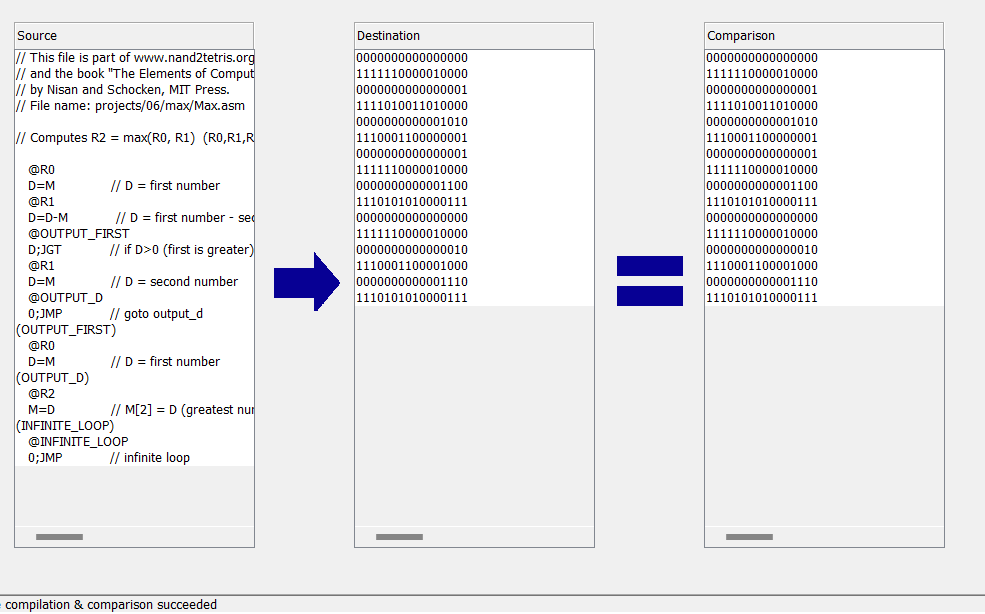 Source
// This file is part of www.nand2tetris.org
// and the book "The Elements of Comput
// by Nisan and Schocken, MIT Press.
// File name: projects/06/max/Max.asm
// Computes R2 = max(R0, R1)  (R0,R1,R
@R0
D=M // D = first number
@R1
D=D-M // D = first number - sec
@OUTPUT_FIRST
D;JGT // if D>0 (first is greater)
@R1
D=M // D = second number
@OUTPUT_D
0;JMP // goto output_d
(OUTPUT_FIRST)
@R0
D=M // D = first number
(OUTPUT_D)
@R2
M=D // M[2] = D (greatest nur
(INFINITE_LOOP)
@INFINITE_LOOP
0;JMP // infinite loop
Destination
0000000000000000
1111110000010000
0000000000000001
1111010011010000
0000000000001010
1110001100000001
0000000000000001
1111110000010000
0000000000001100
1110101010000111
0000000000000000
1111110000010000
0000000000000010
1110001100001000
0000000000001110
1110101010000111
Comparison
0000000000000000
1111110000010000
0000000000000001
1111010011010000
0000000000001010
1110001100000001
0000000000000001
1111110000010000
0000000000001100
1110101010000111
0000000000000000
1111110000010000
0000000000000010
1110001100001000
0000000000001110
1110101010000111
compilation & comparison succeeded